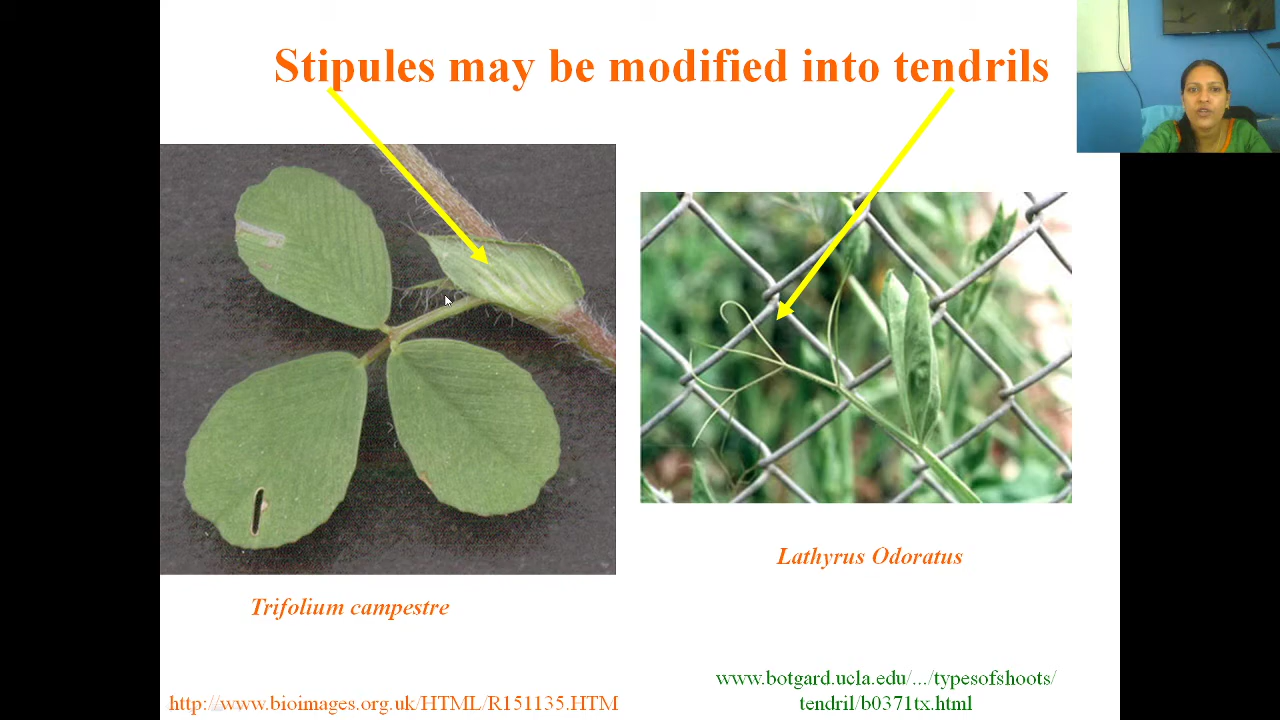 Stipules may be modified into tendrils
Lathyrus Odoratus
Trifolium campestre
www.botgard.ucla.edu/.../typesofshoots/
tendril/b0371tx.html
http://www.bioimages.org.uk/HTML/R151135.HTM